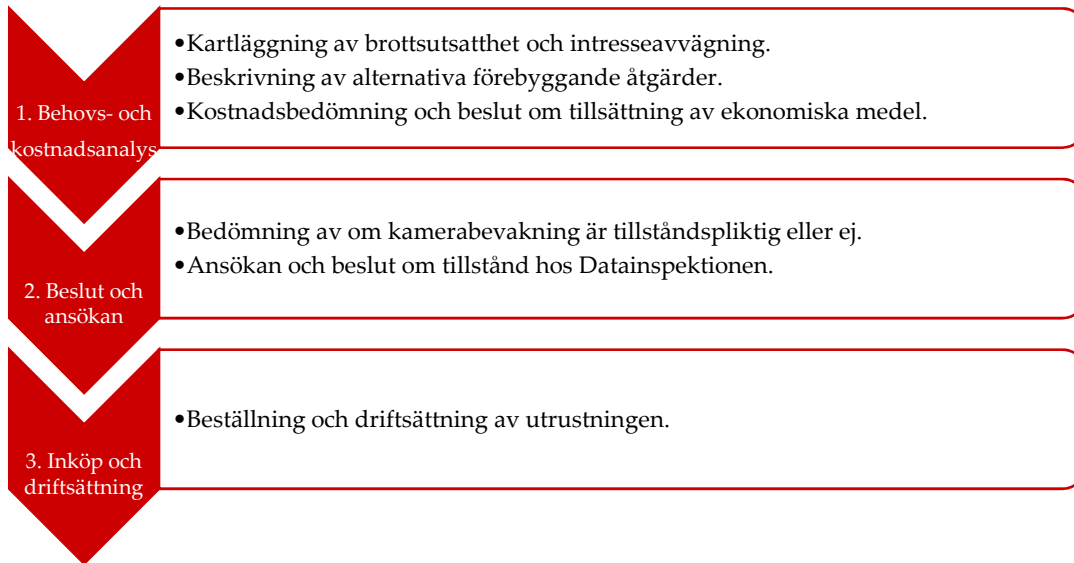 1. Behovs- och
kostnadsanalys
•Kartläggning av brottsutsatthet och intresseavvägning.
•Beskrivning av alternativa förebyggande åtgärder.
•Kostnadsbedömning och beslut om tillsättning av ekonomiska medel.
2. Beslut och
ansökan
•Bedömning av om kamerabevakning är tillståndspliktig eller ej.
•Ansökan och beslut om tillstånd hos Datainspektionen.
3. Inköp och
driftsättning
•Beställning och driftsättning av utrustningen.